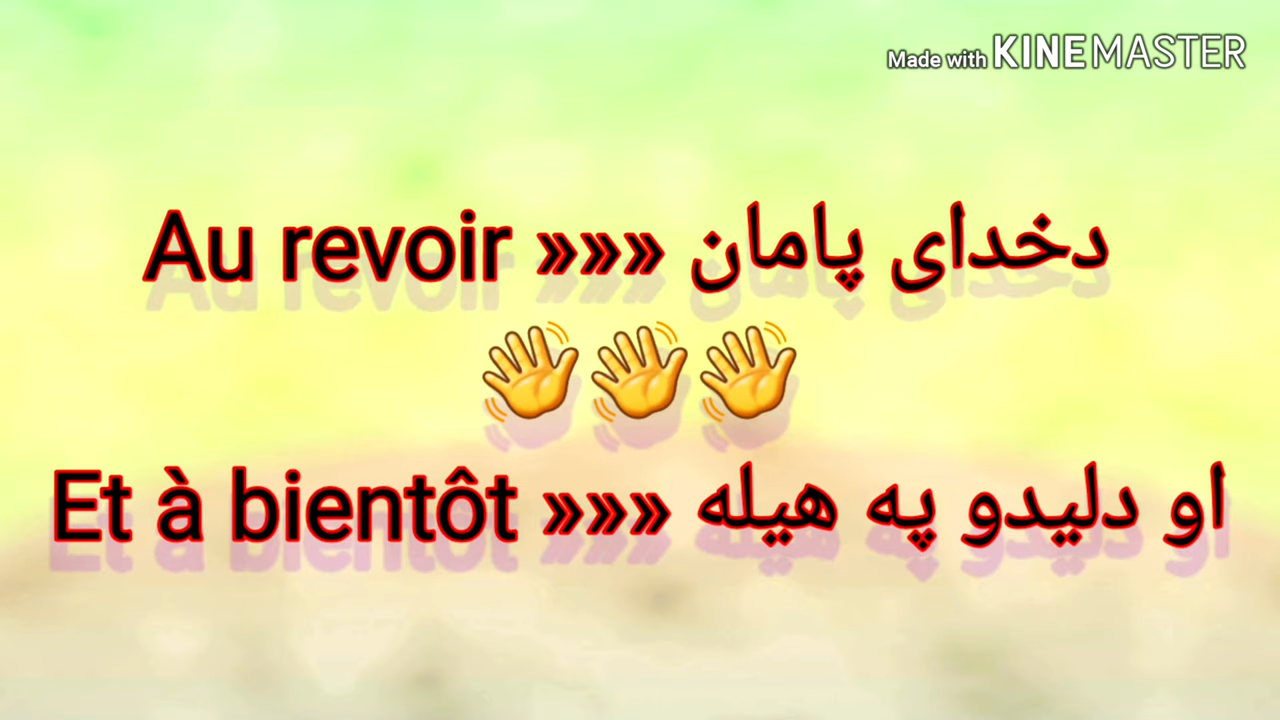 Made with KINEMASTER
Au revoir »»» دخدای پامان
👋👋👋
Et à bientôt »»» او دلیدو په هیله